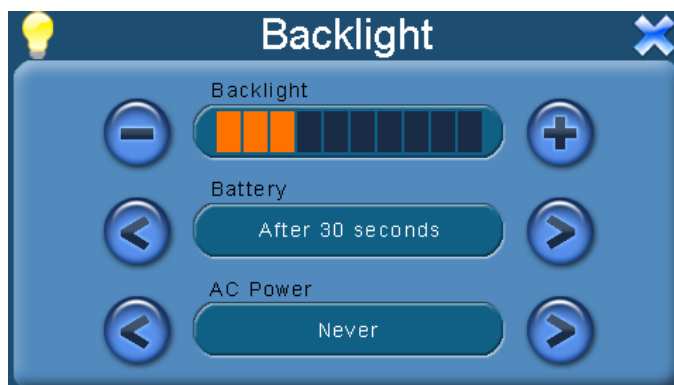 Backlight
Backlight
Battery
After 30 seconds
AC Power
Never